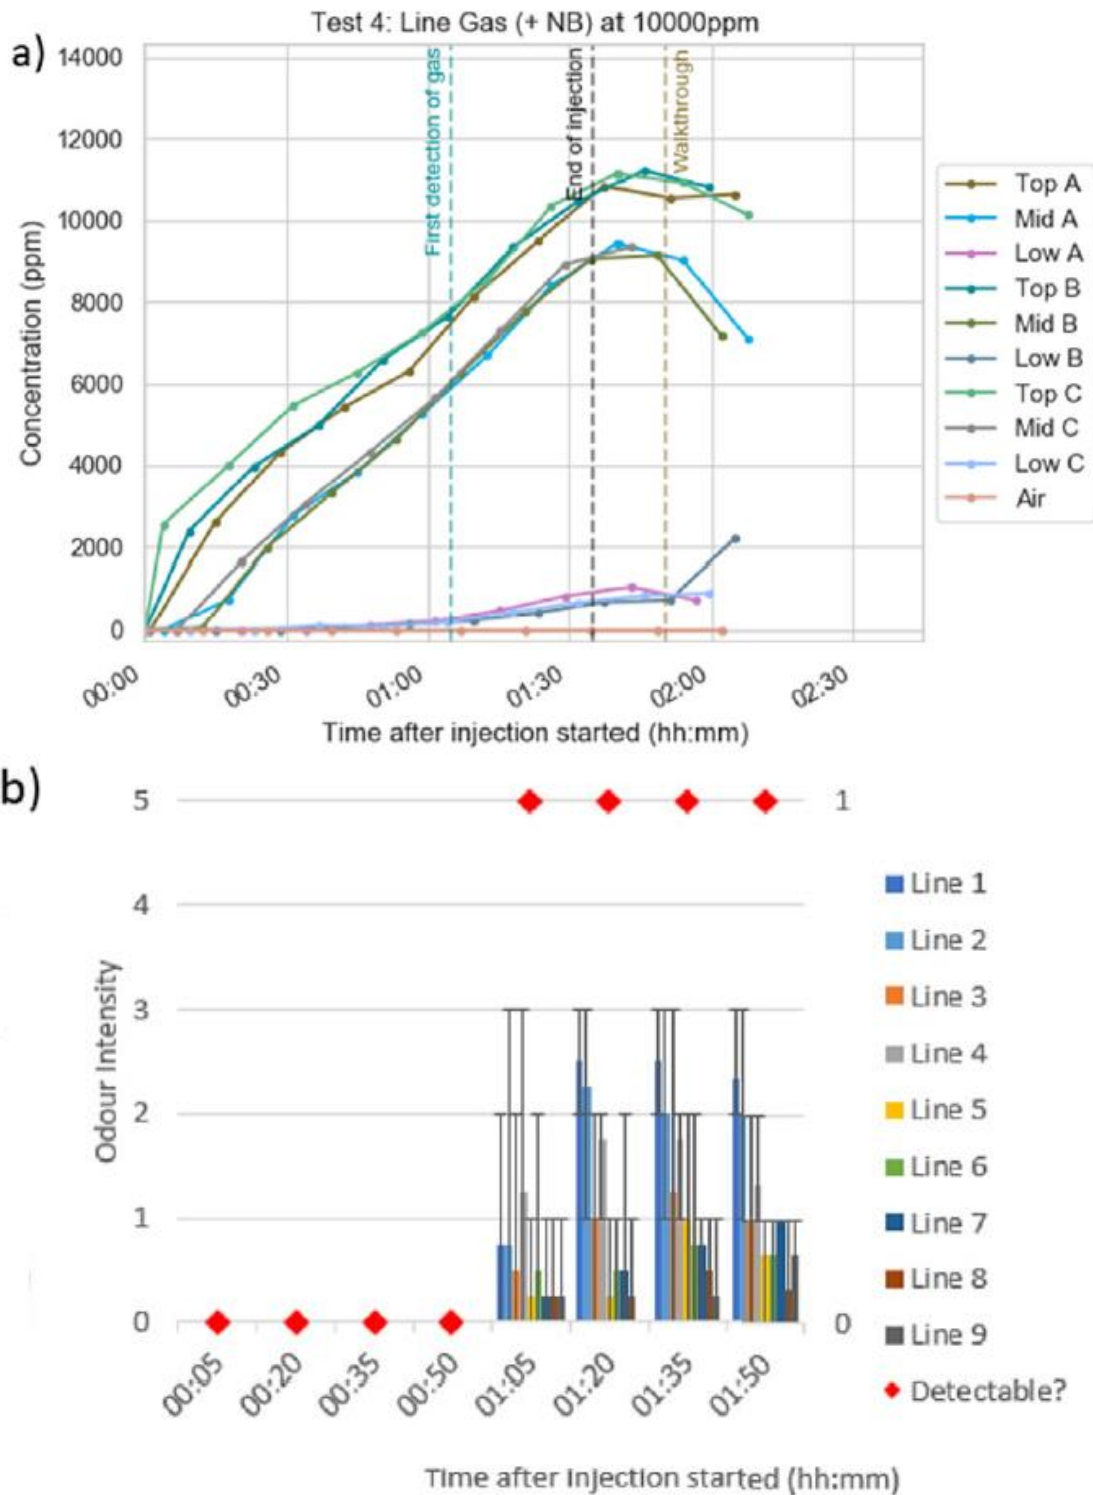 Test 4: Line Gas (+ NB) at 10000ppm
a)
14000
12000
10000
8000
6000
4000
2000
0
Concentration (ppm)
First detection of gas
End of injection
Walkthrough
00:00
00:30
01:00
01:30
02:00
02:30
Time after injection started (hh:mm)
Top A
Mid A
Low A
Top B
Mid B
Low B
Top C
Mid C
Low C
Air
b)
5
4
3
2
1
0
Odour Intensity
1
0
00:05
00:20
00:35
00:50
01:05
01:20
01:35
01:50
Time after Injection started (hh:mm)
Line 1
Line 2
Line 3
Line 4
Line 5
Line 6
Line 7
Line 8
Line 9
Detectable?